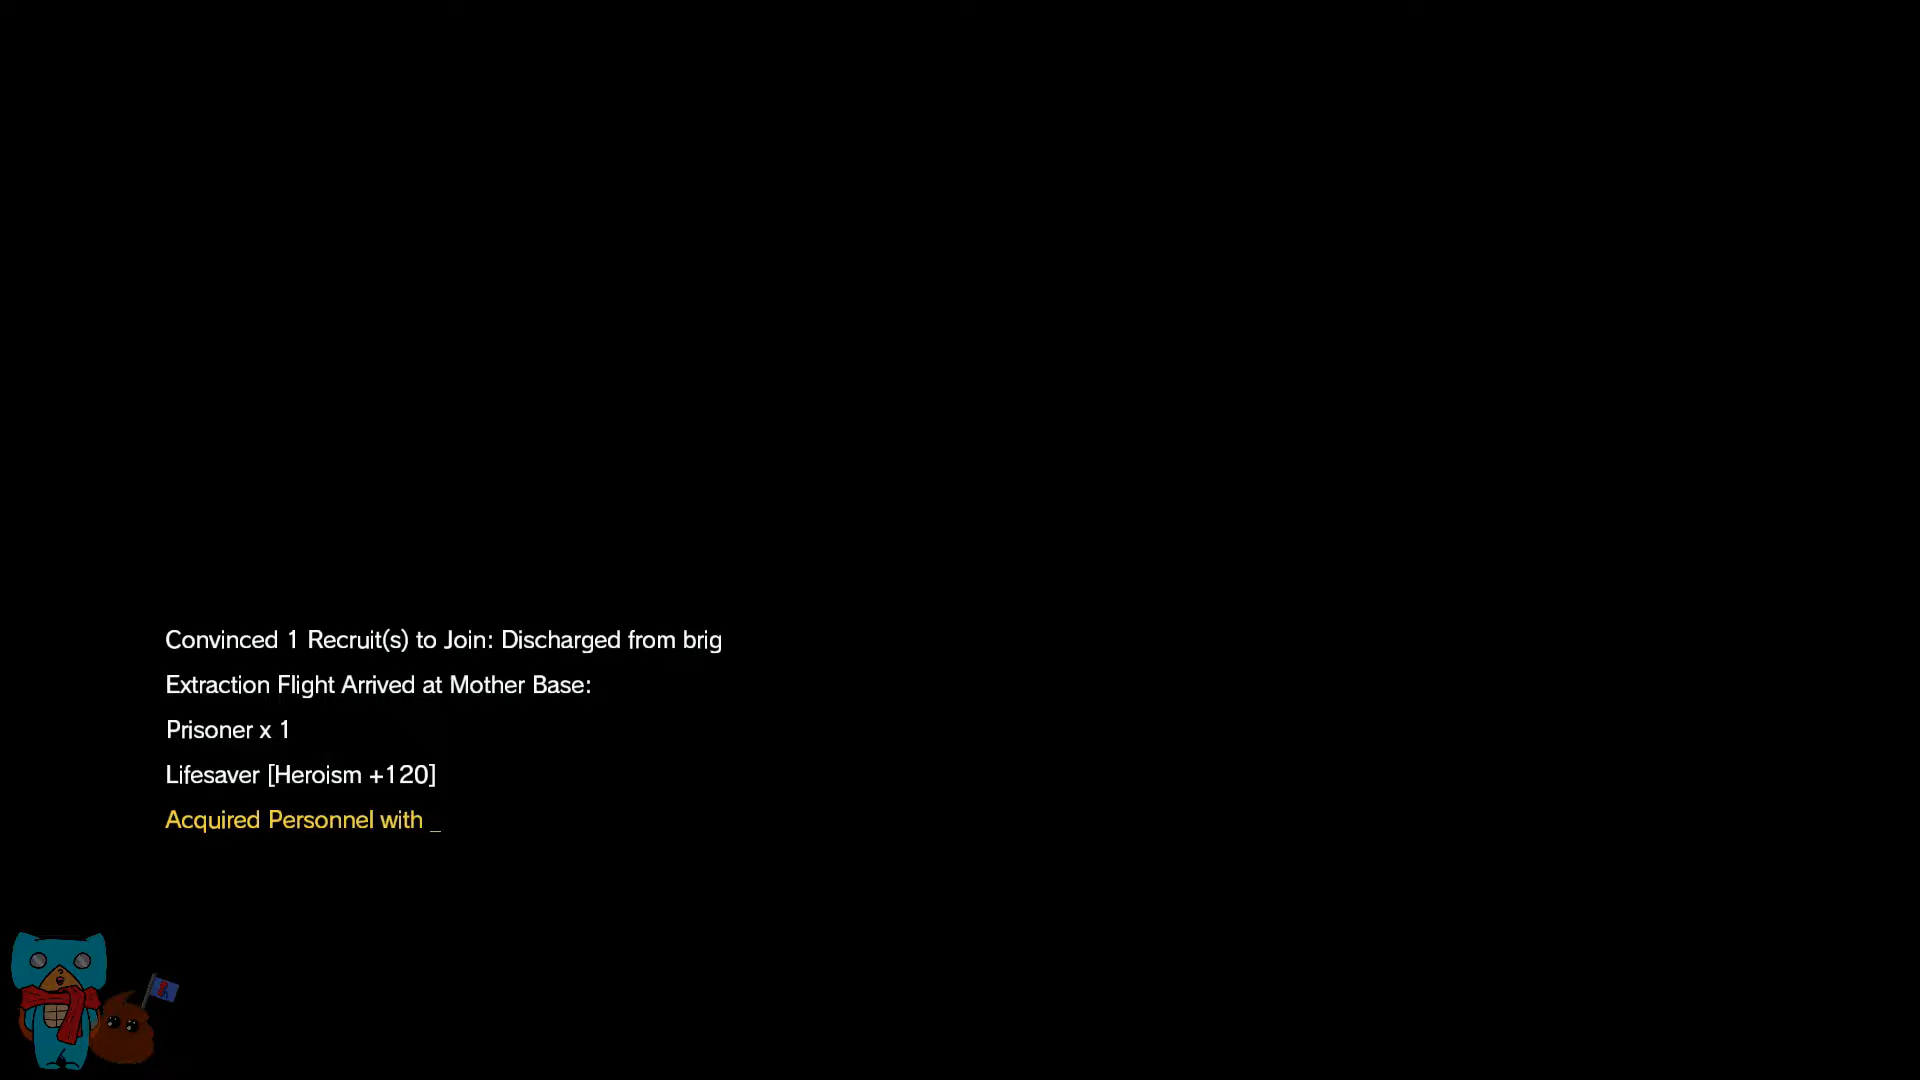 Convinced 1 Recruit(s) to Join: Discharged from brig
Extraction Flight Arrived at Mother Base:
Prisoner x 1
Lifesaver [Heroism +120]
Acquired Personnel with _